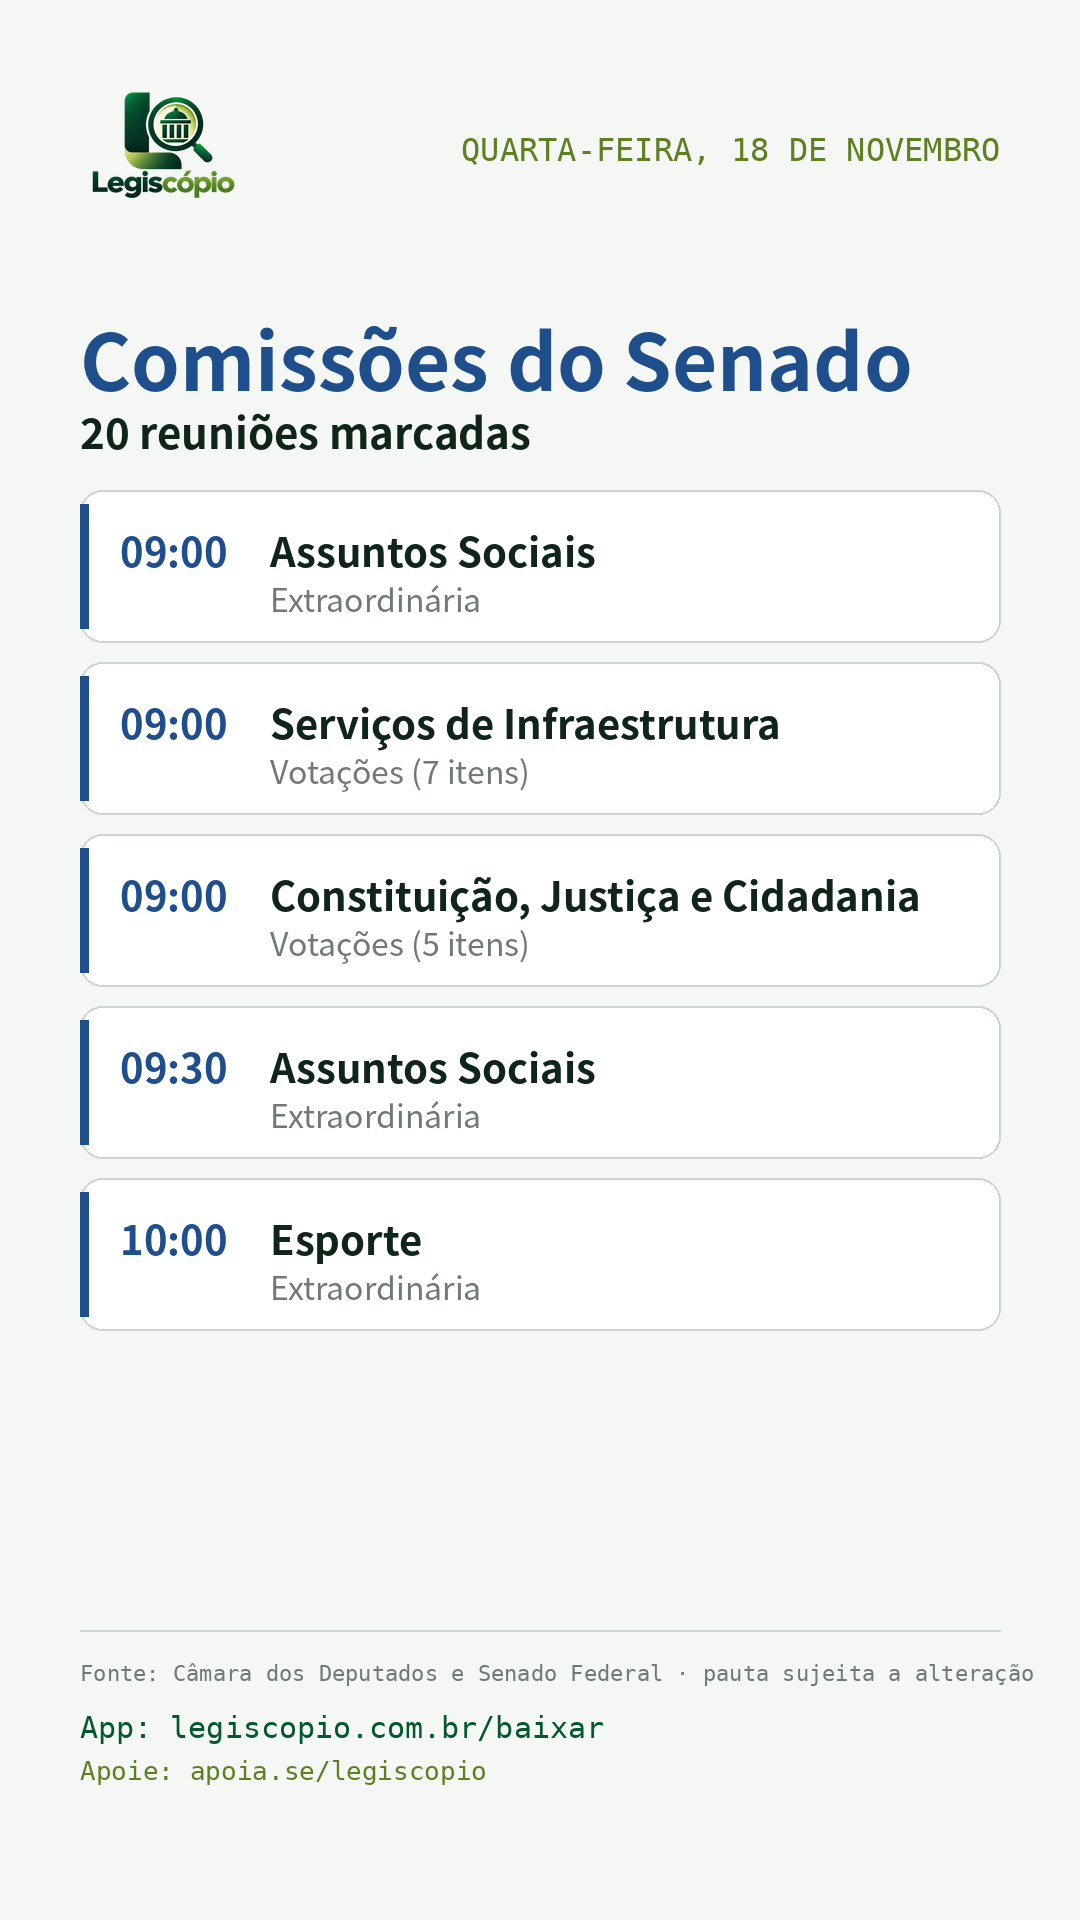 Legiscópio
QUARTA-FEIRA, 18 DE NOVEMBRO
Comissões do Senado
20 reuniões marcadas
09:00 Assuntos Sociais
Extraordinária
09:00 Serviços de Infraestrutura
Votações (7 itens)
09:00 Constituição, Justiça e Cidadania
Votações (5 itens)
09:30 Assuntos Sociais
Extraordinária
10:00 Esporte
Extraordinária
Fonte: Câmara dos Deputados e Senado Federal · pauta sujeita a alteração
App: legiscopio.com.br/baixar
Apoie: apoia.se/legiscopio